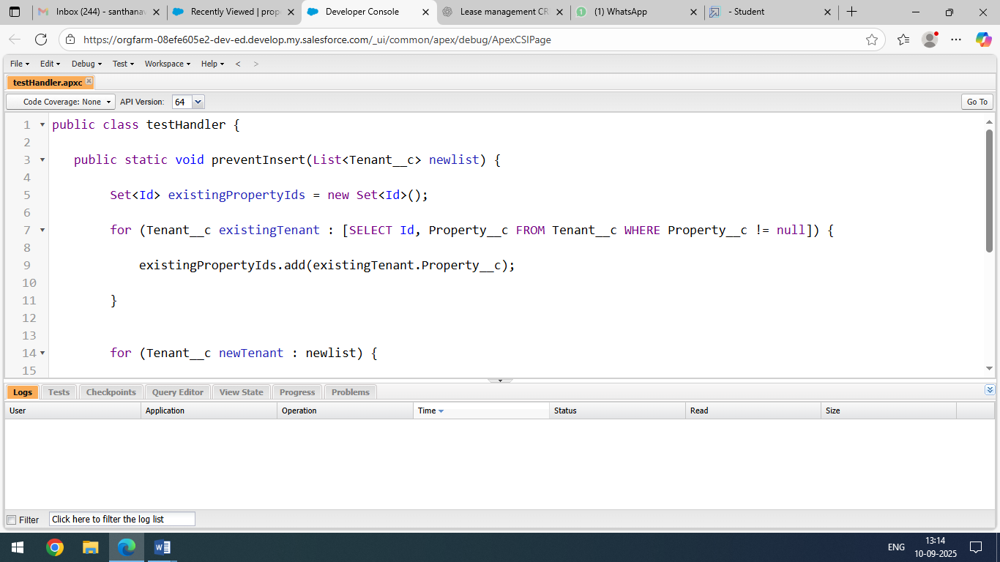 Inbox (244) - santhanav
Recently Viewed | prop
Developer Console
Lease management CR
(1) WhatsApp
- Student
https://orgfarm-08efe605e2-dev-ed.develop.my.salesforce.com/_ui/common/apex/debug/ApexCSIPage
File Edit Debug Test Workspace Help < >
testHandler.apxc
Code Coverage: None API Version: 64 Go To
1 public class testHandler {
2
3 public static void preventInsert(List<Tenant__c> newlist) {
4
5 Set<Id> existingPropertyIds = new Set<Id>();
6
7 for (Tenant__c existingTenant : [SELECT Id, Property__c FROM Tenant__c WHERE Property__c != null]) {
8
9 existingPropertyIds.add(existingTenant.Property__c);
10
11 }
12
13
14 for (Tenant__c newTenant : newlist) {
15
Logs Tests Checkpoints Query Editor View State Progress Problems
User Application Operation Time Status Read Size
Filter Click here to filter the log list
ENG 13:14
10-09-2025